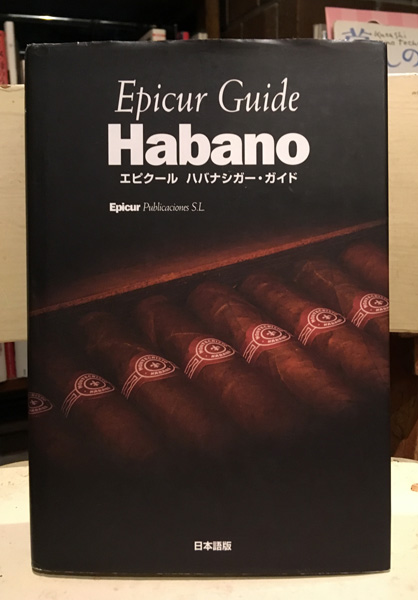 Epicur Guide
Habano
エピクール ハバナシガー・ガイド
Epicur Publicaciones S.L.
日本語版